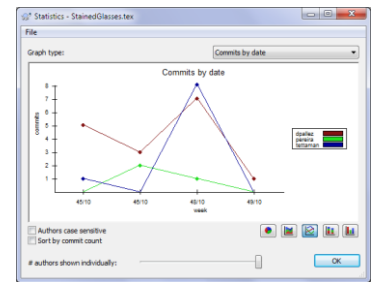 Statistics - StainedGlasses.tex
File
Graph type:
Commits by date
Commits by date
8
7
6
5
4
3
2
1
commits
45/10
46/10
48/10
49/10
week
dpallez
pereira
tettaman
Authors case sensitive
Sort by commit count
# authors shown individually:
OK